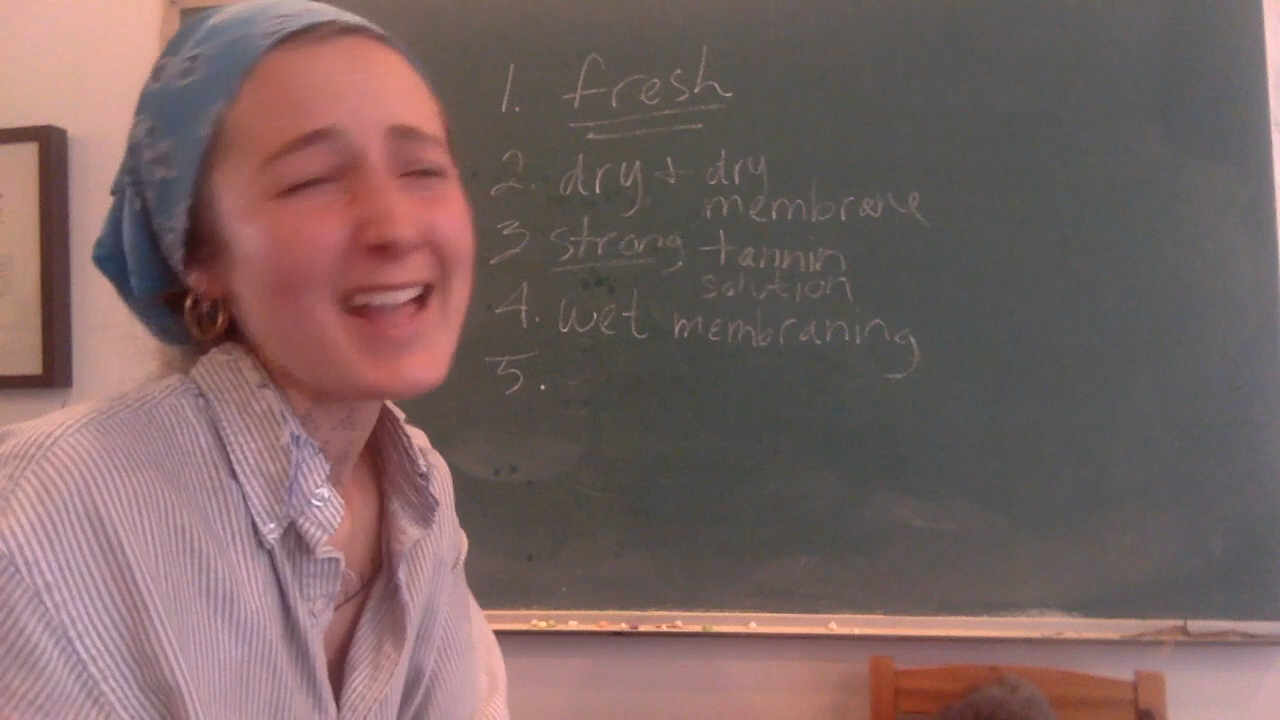 1. fresh
2. dry + dry
membrane
3 strong tannin
solution
4. wet membraning
5.